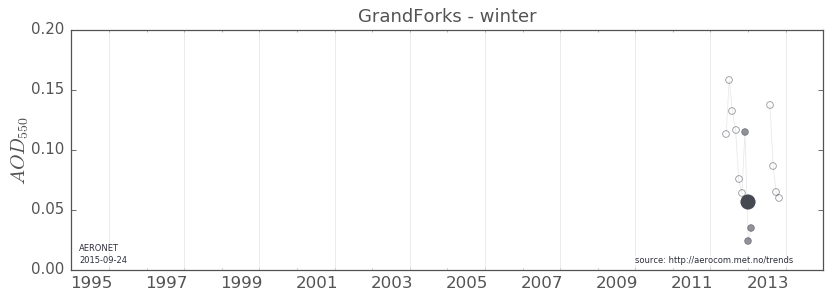 GrandForks - winter
0.20
0.15
0.10
0.05
0.00
AOD550
AERONET
2015-09-24
source: http://aerocom.met.no/trends
1995 1997 1999 2001 2003 2005 2007 2009 2011 2013